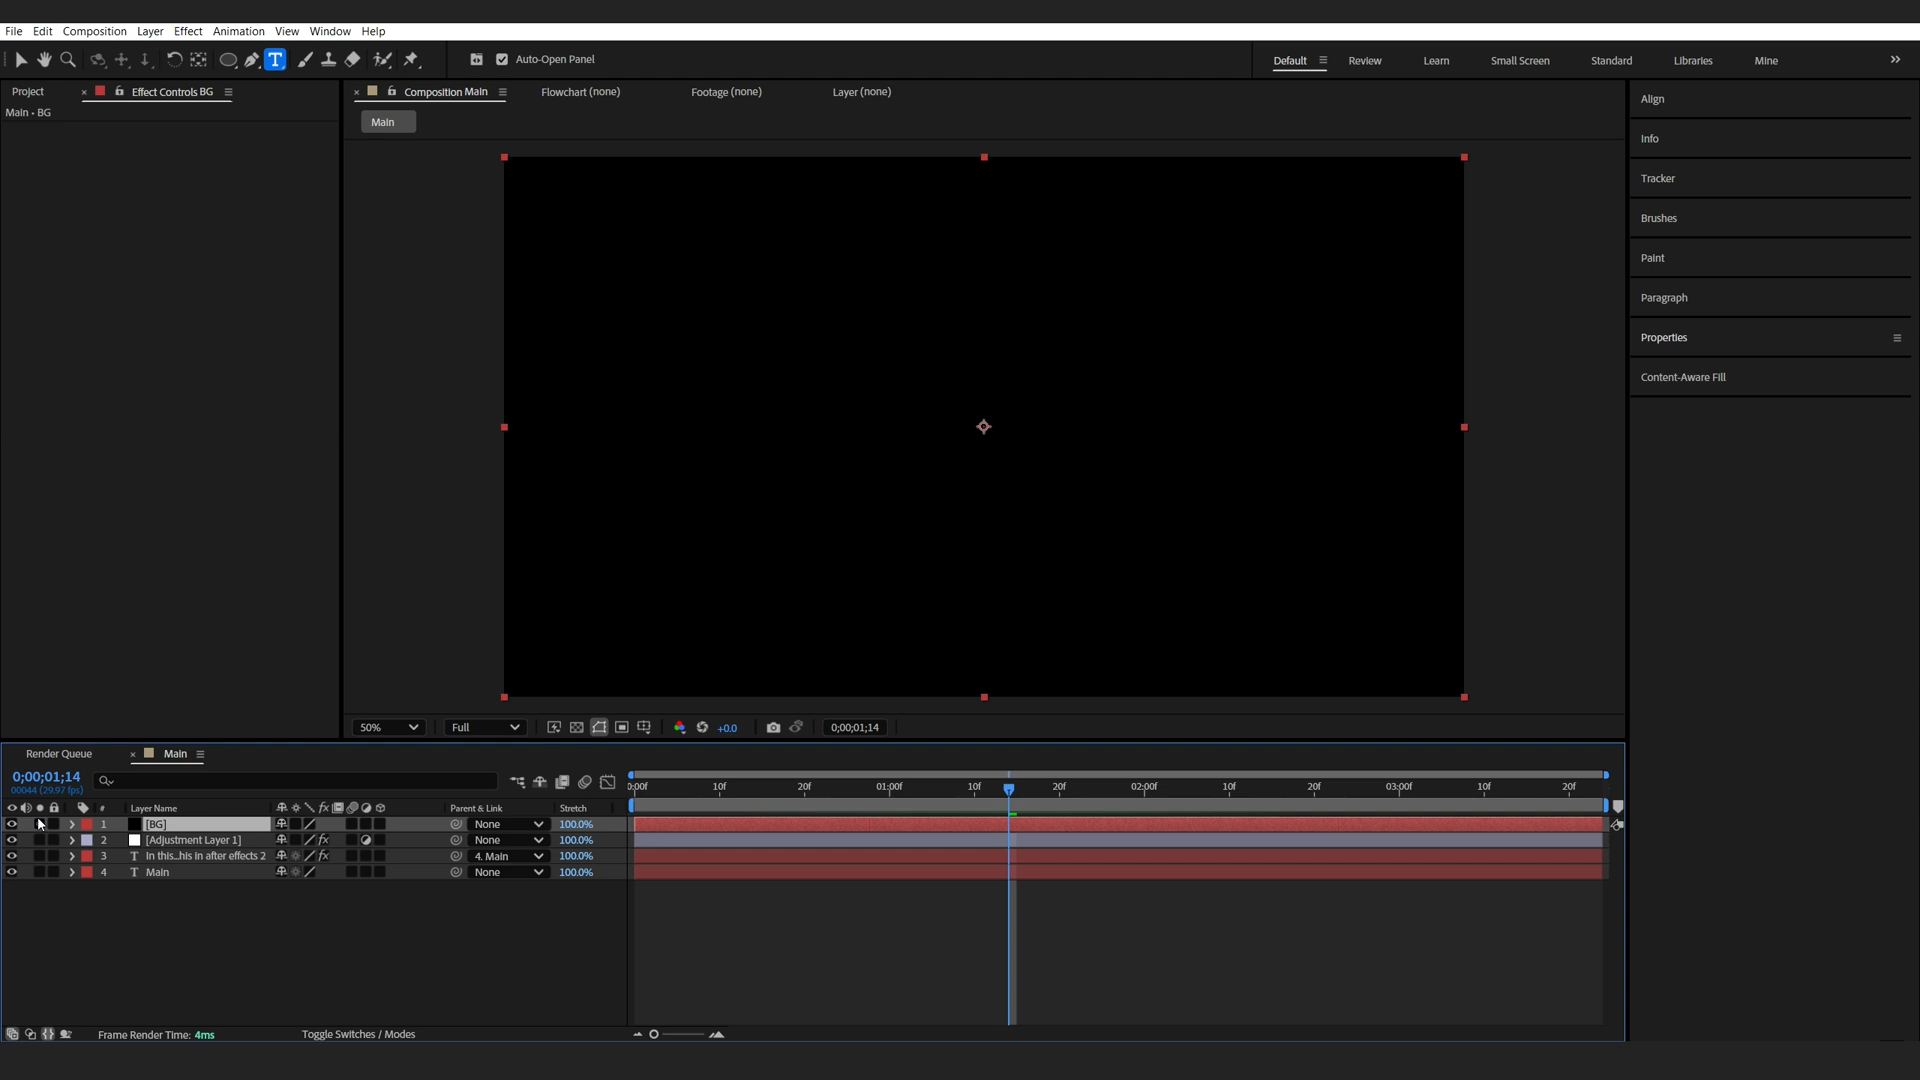 File Edit Composition Layer Effect Animation View Window Help
T Auto-Open Panel Default Review Learn Small Screen Standard Libraries Mine
Project Effect Controls BG Composition Main Flowchart (none) Footage (none) Layer (none) Align
Main • BG
Main
Info
Tracker
Brushes
Paint
Paragraph
Properties
Content-Aware Fill
50% Full +0.0 0;00;01;14
Render Queue Main
0;00;01;14
00044 (29.97 fps)
0:00f 10f 20f 01:00f 10f 20f 02:00f 10f 20f 03:00f 10f 20f
# Layer Name fx Parent & Link Stretch
1 [BG] None 100.0%
2 [Adjustment Layer 1] fx None 100.0%
3 T In this...his in after effects 2 fx 4. Main 100.0%
4 T Main None 100.0%
Frame Render Time: 4ms Toggle Switches / Modes